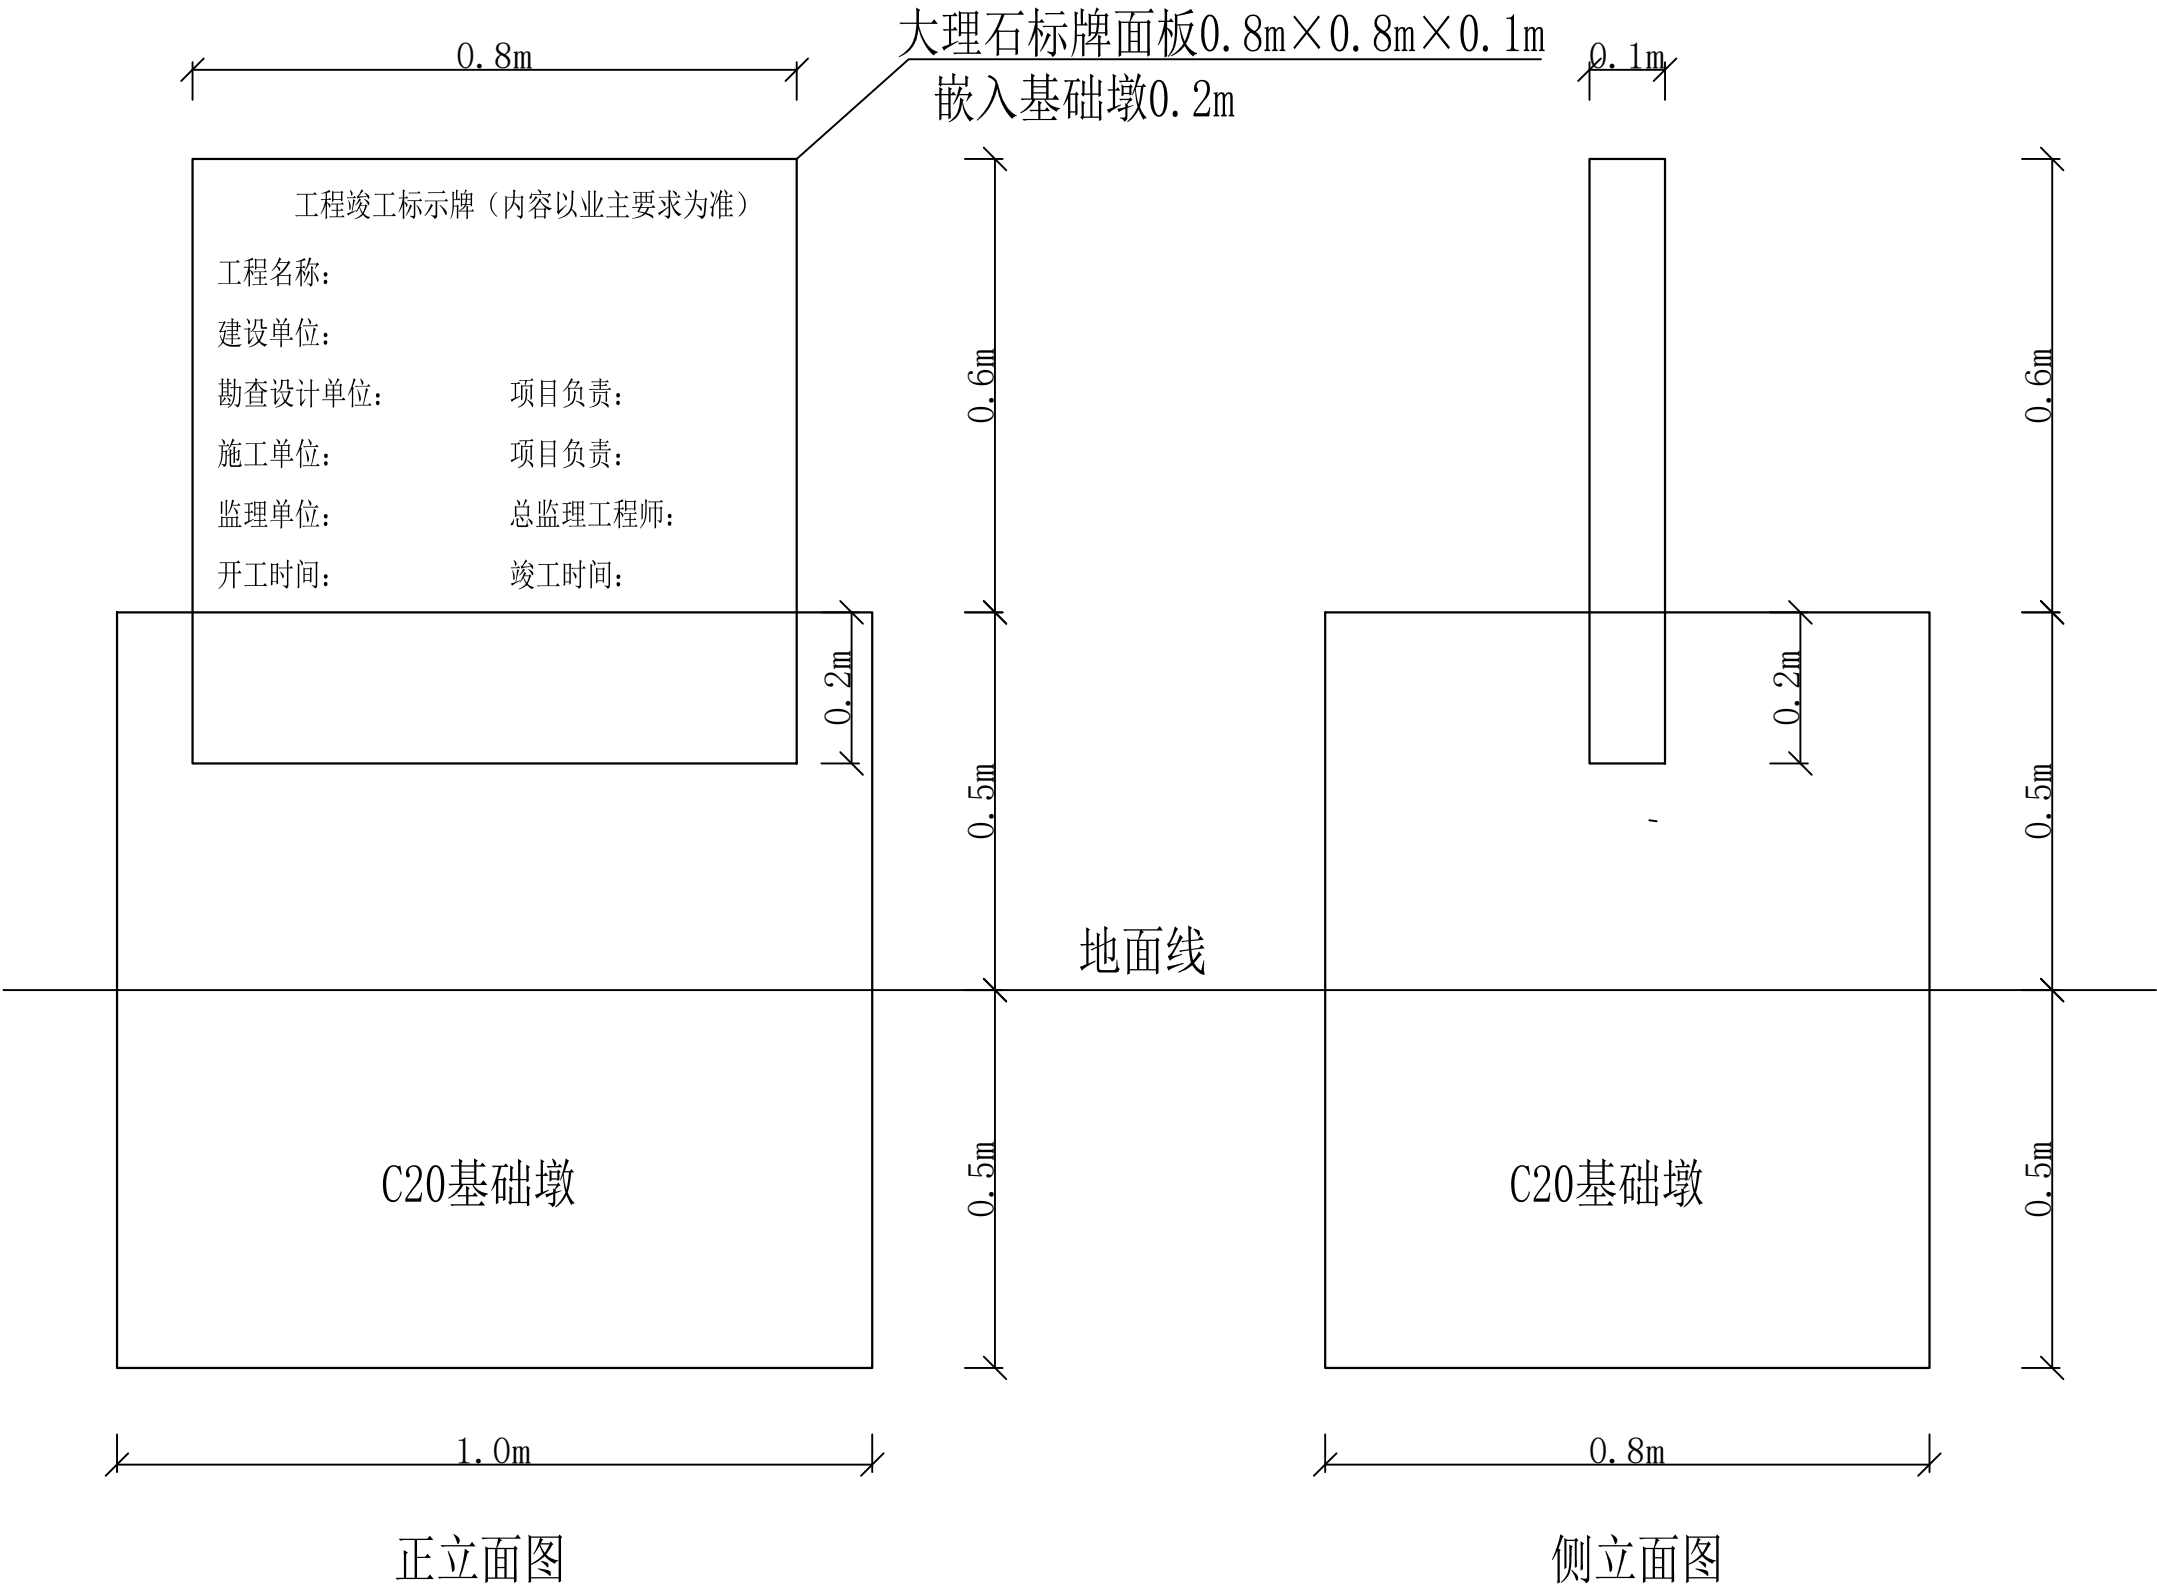 大理石标牌面板0.8m×0.8m×0.1m
嵌入基础墩0.2m
0.8m
0.1m
工程竣工标示牌（内容以业主要求为准）
工程名称：
建设单位：
勘查设计单位： 项目负责：
施工单位： 项目负责：
监理单位： 总监理工程师：
开工时间： 竣工时间：
0.6m
0.6m
0.2m
0.2m
0.5m
0.5m
地面线
C20基础墩
C20基础墩
0.5m
0.5m
1.0m
0.8m
正立面图
侧立面图